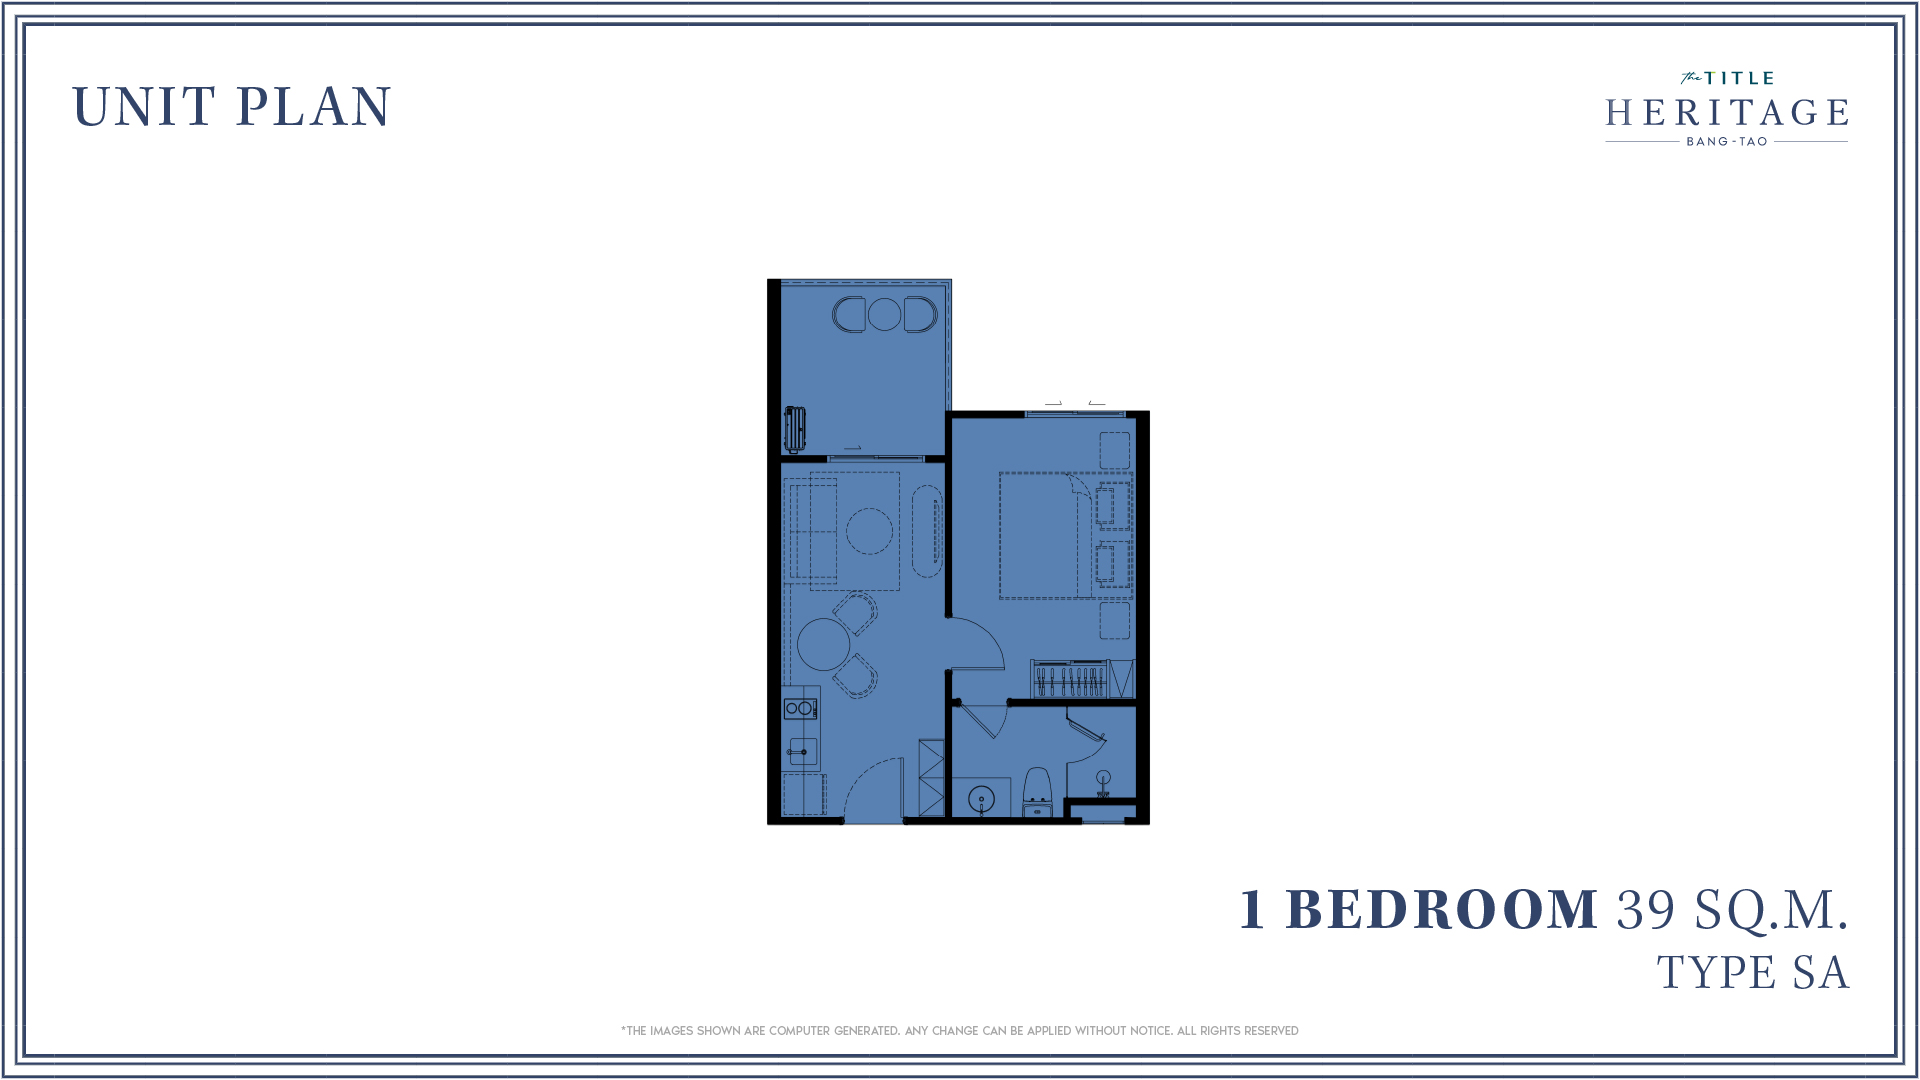 UNIT PLAN
the TITLE
HERITAGE
BANG-TAO
1 BEDROOM 39 SQ.M.
TYPE SA
*THE IMAGES SHOWN ARE COMPUTER GENERATED. ANY CHANGE CAN BE APPLIED WITHOUT NOTICE. ALL RIGHTS RESERVED